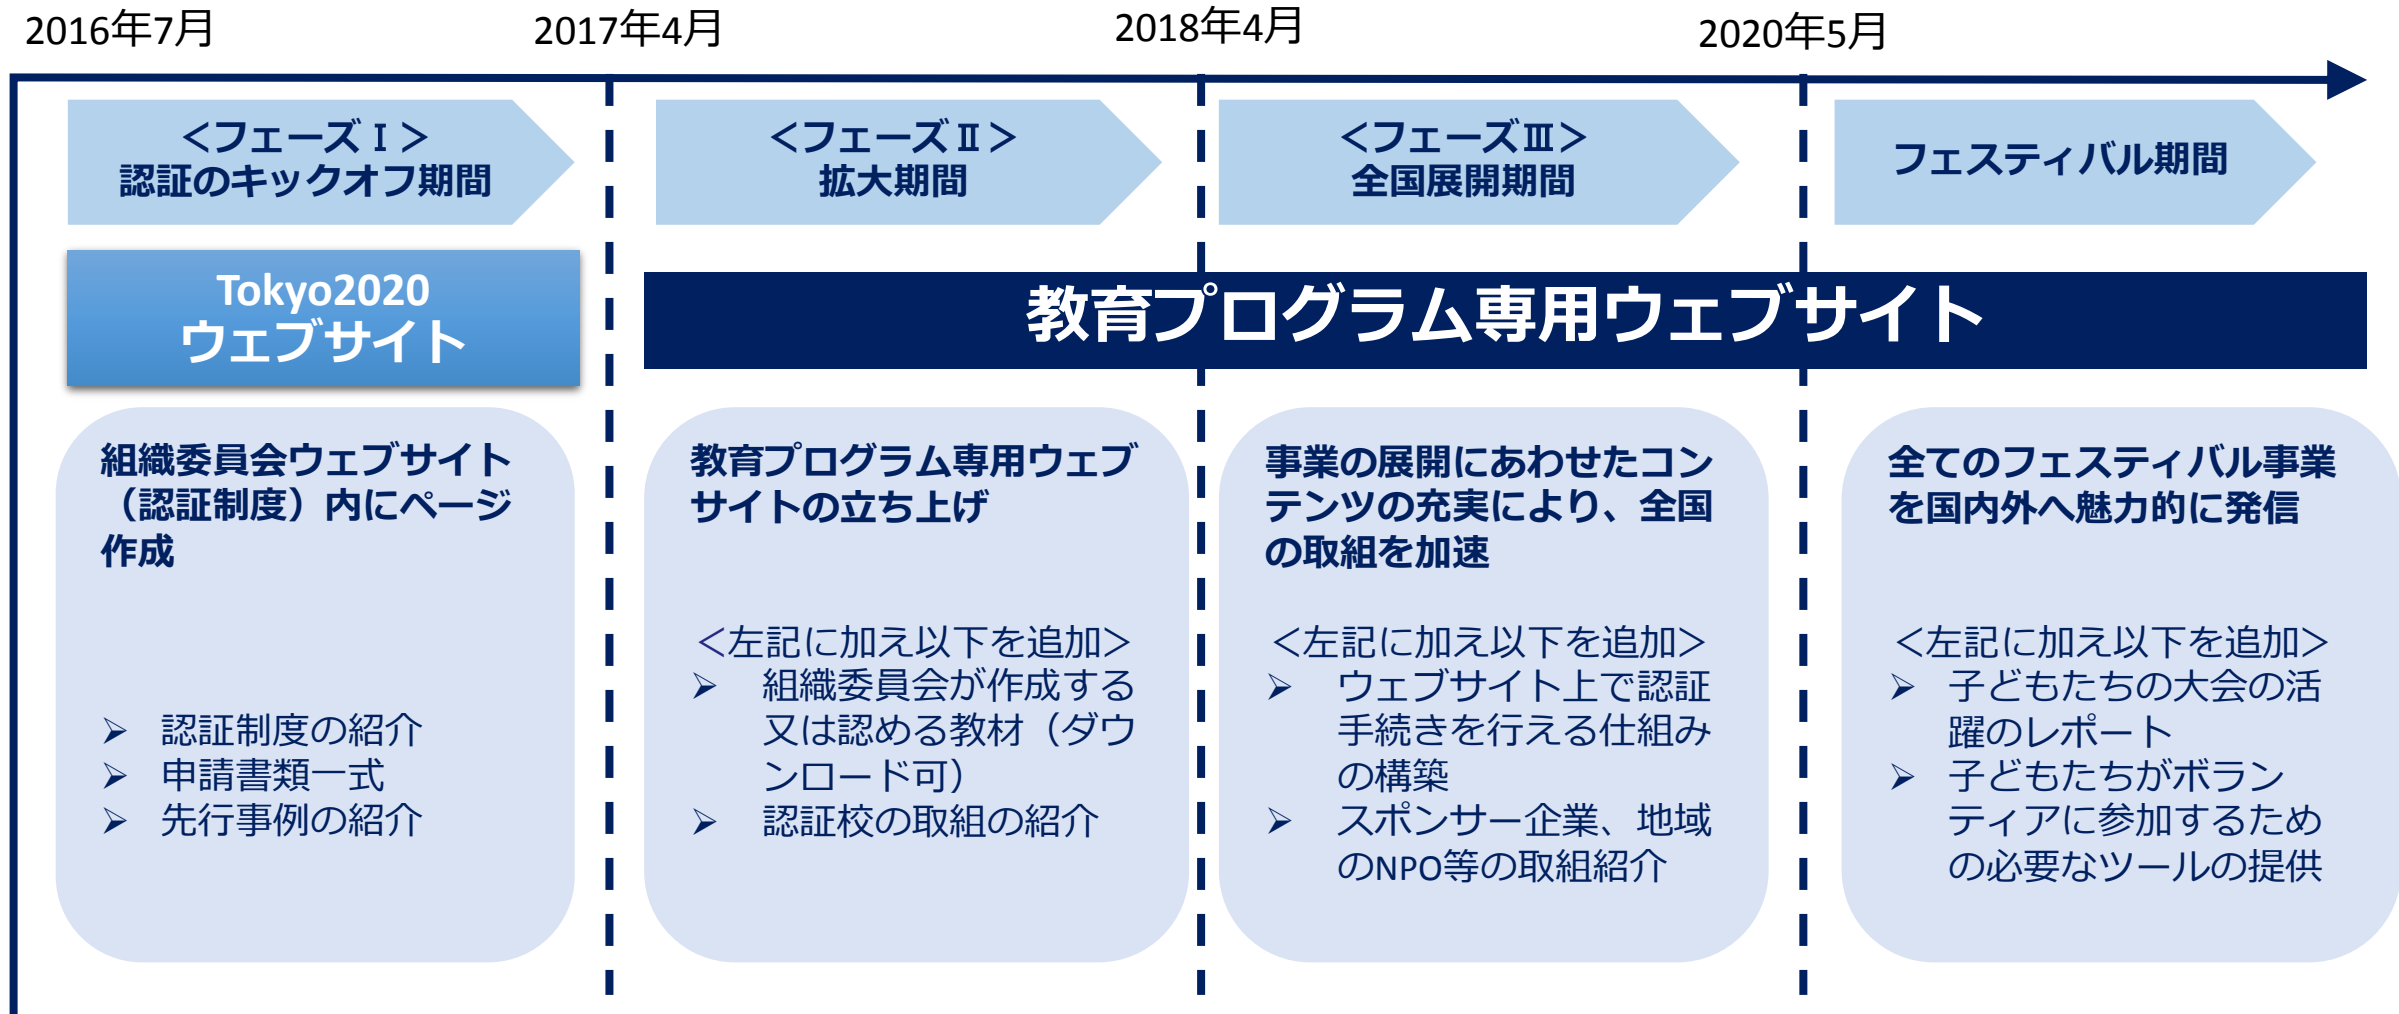 2016年7月
2017年4月
2018年4月
2020年5月
＜フェーズⅠ＞
認証のキックオフ期間
＜フェーズⅡ＞
拡大期間
＜フェーズⅢ＞
全国展開期間
フェスティバル期間
Tokyo2020
ウェブサイト
教育プログラム専用ウェブサイト
組織委員会ウェブサイト
（認証制度）内にページ
作成
➢ 認証制度の紹介
➢ 申請書類一式
➢ 先行事例の紹介
教育プログラム専用ウェブ
サイトの立ち上げ
＜左記に加え以下を追加＞
➢ 組織委員会が作成する
又は認める教材（ダウ
ンロード可）
➢ 認証校の取組の紹介
事業の展開にあわせたコン
テンツの充実により、全国
の取組を加速
＜左記に加え以下を追加＞
➢ ウェブサイト上で認証
手続きを行える仕組み
の構築
➢ スポンサー企業、地域
のNPO等の取組紹介
全てのフェスティバル事業
を国内外へ魅力的に発信
＜左記に加え以下を追加＞
➢ 子どもたちの大会の活
躍のレポート
➢ 子どもたちがボラン
ティアに参加するため
の必要なツールの提供